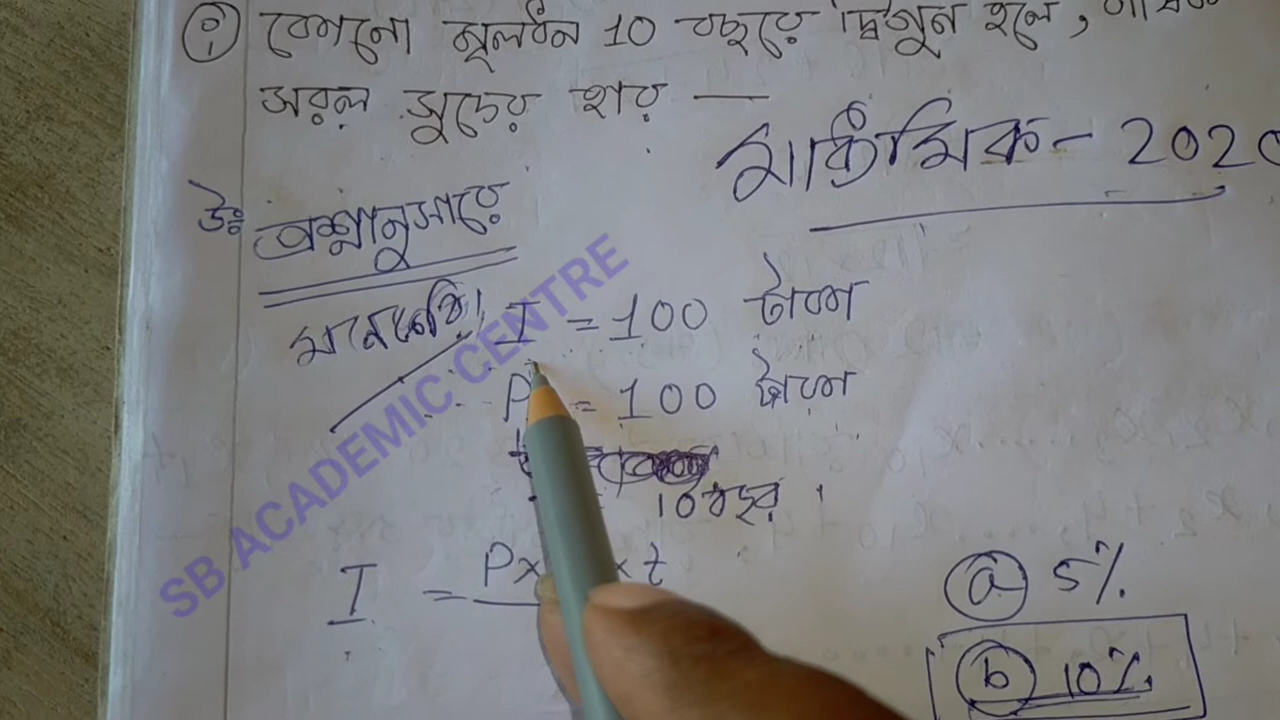 কোনো মূলধন 10 বছরে দ্বিগুন হলে,
সরল সুদের হার —
মাধ্যমিক - 2020
উঃ প্রশ্নানুসারে
মনেকরি, I = 100 টাকা
P = 100 টাকা
10 বছর ।
I = P x x t
ⓐ 5%
ⓑ 10%
SB ACADEMIC CENTRE